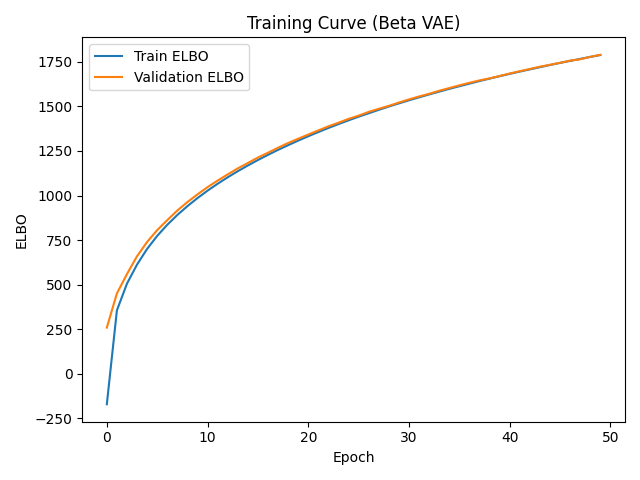 Training Curve (Beta VAE)
Train ELBO
Validation ELBO
1750
1500
1250
1000
750
500
250
0
−250
ELBO
0 10 20 30 40 50
Epoch